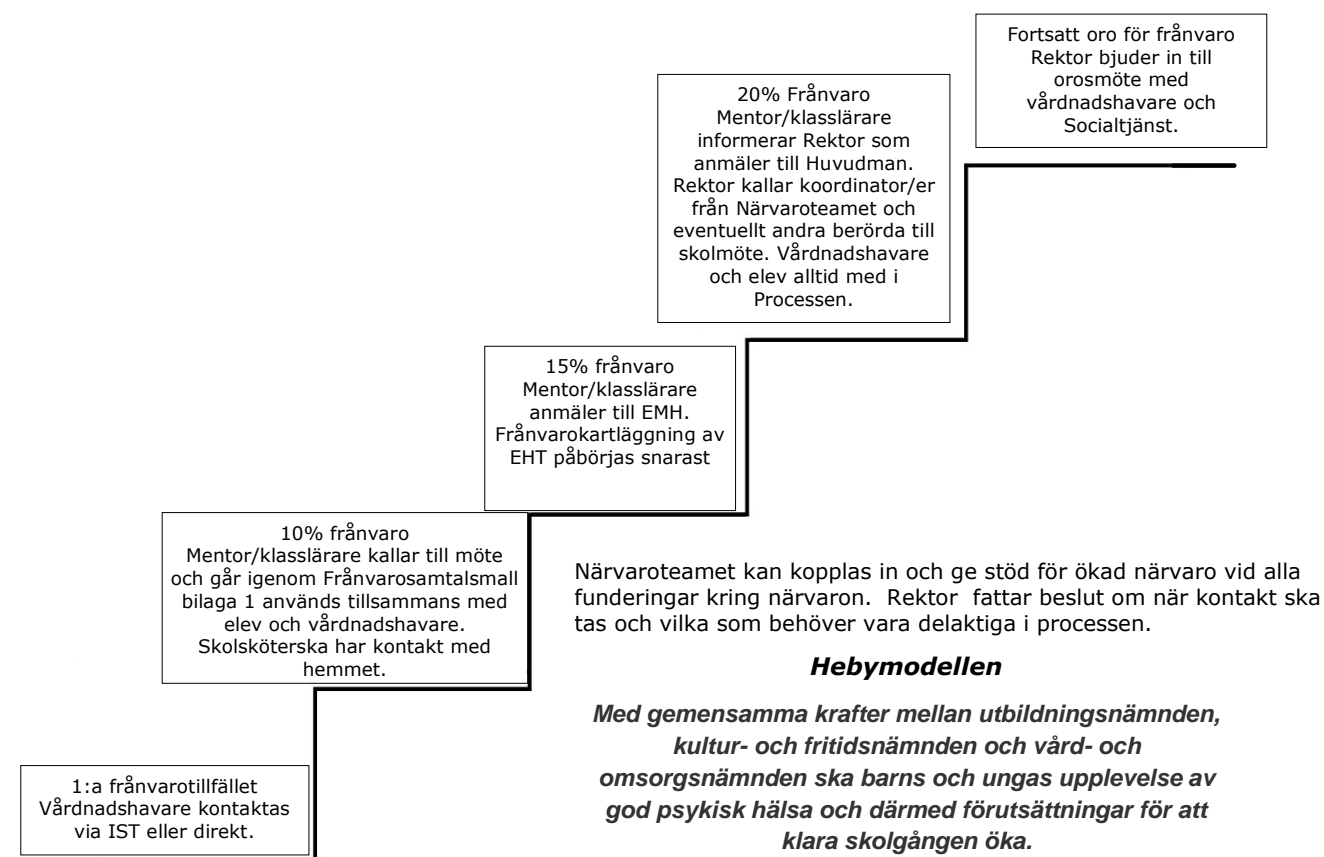 Fortsatt oro för frånvaro
Rektor bjuder in till
orosmöte med
vårdnadshavare och
Socialtjänst.
20% Frånvaro
Mentor/klasslärare
informerar Rektor som
anmäler till Huvudman.
Rektor kallar koordinator/er
från Närvaroteamet och
eventuellt andra berörda till
skolmöte. Vårdnadshavare
och elev alltid med i
Processen.
15% frånvaro
Mentor/klasslärare
anmäler till EMH.
Frånvarokartläggning av
EHT påbörjas snarast
10% frånvaro
Mentor/klasslärare kallar till möte
och går igenom Frånvarosamtalsmall
bilaga 1 används tillsammans med
elev och vårdnadshavare.
Skolsköterska har kontakt med
hemmet.
1:a frånvarotillfället
Vårdnadshavare kontaktas
via IST eller direkt.
Närvaroteamet kan kopplas in och ge stöd för ökad närvaro vid alla
funderingar kring närvaron. Rektor fattar beslut om när kontakt ska
tas och vilka som behöver vara delaktiga i processen.
Hebymodellen
Med gemensamma krafter mellan utbildningsnämnden,
kultur- och fritidsnämnden och vård- och
omsorgsnämnden ska barns och ungas upplevelse av
god psykisk hälsa och därmed förutsättningar för att
klara skolgången öka.